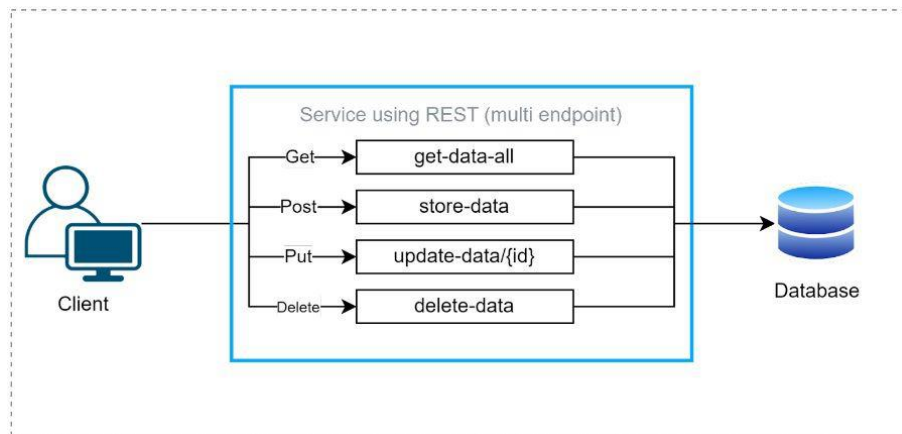 Service using REST (multi endpoint)
Get
get-data-all
Post
store-data
Put
update-data/{id}
Delete
delete-data
Client
Database